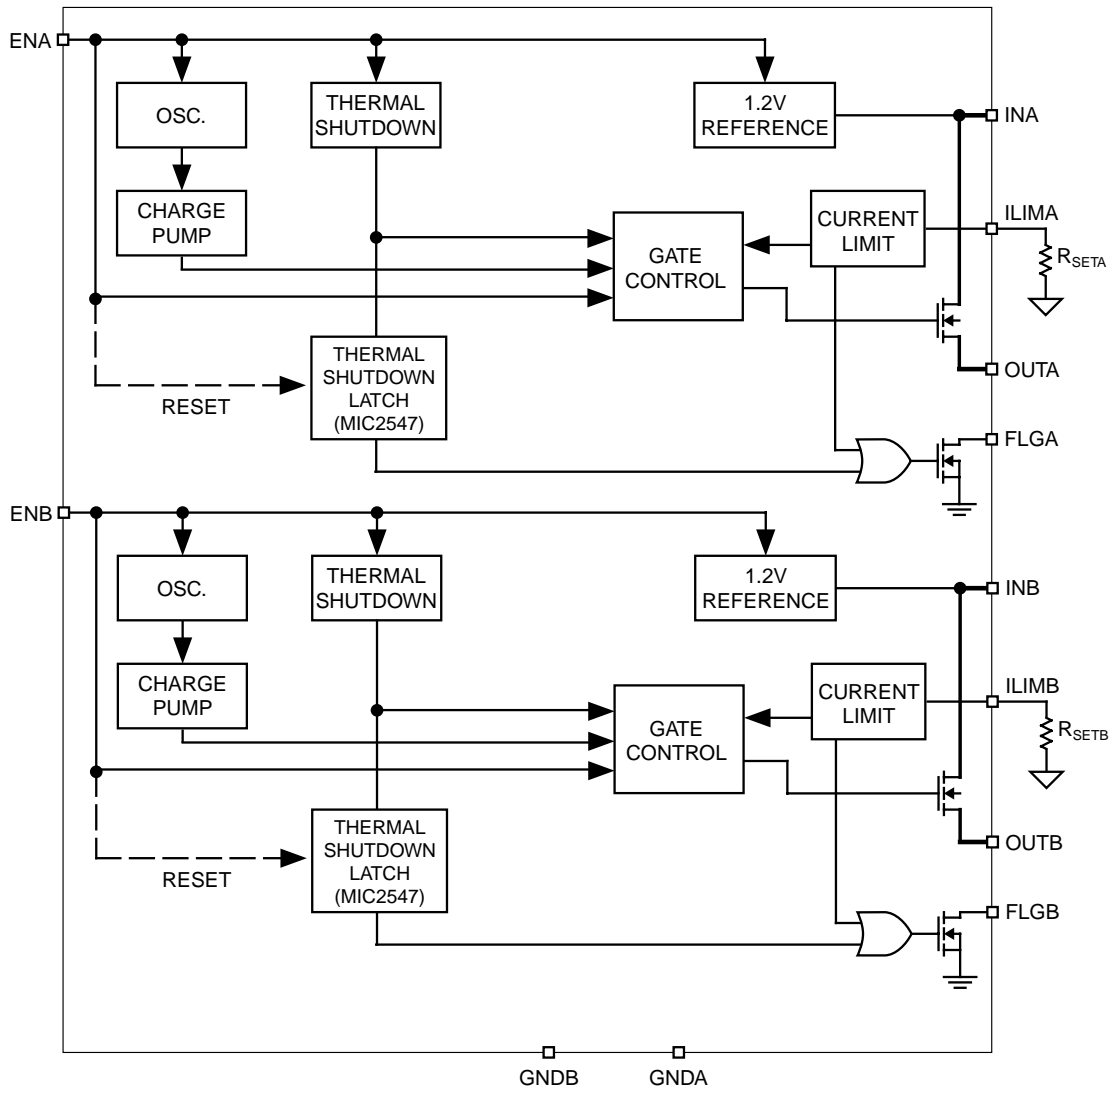 ENA
OSC.
THERMAL
SHUTDOWN
1.2V
REFERENCE
INA
CHARGE
PUMP
GATE
CONTROL
CURRENT
LIMIT
ILIMA
RSETA
THERMAL
SHUTDOWN
LATCH
(MIC2547)
RESET
OUTA
FLGA
ENB
OSC.
THERMAL
SHUTDOWN
1.2V
REFERENCE
INB
CHARGE
PUMP
GATE
CONTROL
CURRENT
LIMIT
ILIMB
RSETB
THERMAL
SHUTDOWN
LATCH
(MIC2547)
RESET
OUTB
FLGB
GNDB
GNDA